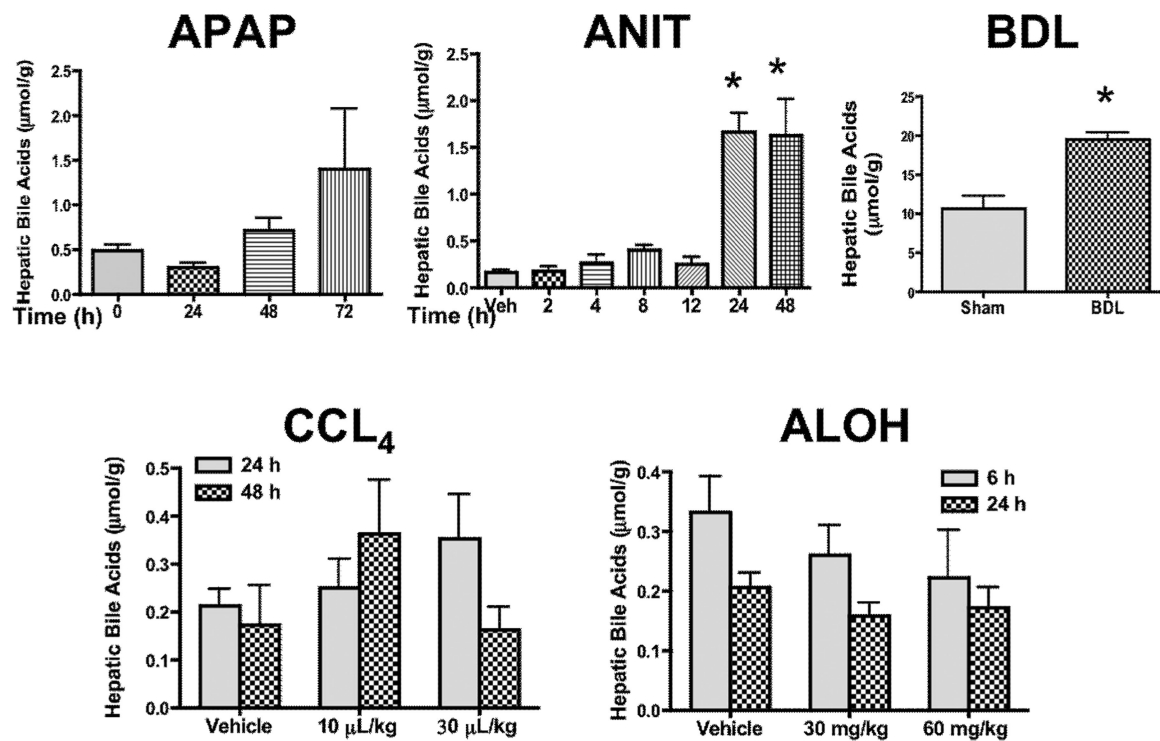 APAP
Hepatic Bile Acids (μmol/g)
2.5
2.0
1.5
1.0
0.5
0.0
0 24 48 72
Time (h)
ANIT
Hepatic Bile Acids (μmol/g)
2.5
2.0
1.5
1.0
0.5
0.0
* *
Veh 2 4 8 12 24 48
Time (h)
BDL
Hepatic Bile Acids
(μmol/g)
25
20
15
10
5
0
*
Sham BDL
CCL4
Hepatic Bile Acids (μmol/g)
0.5
0.4
0.3
0.2
0.1
0.0
24 h
48 h
Vehicle 10 μL/kg 30 μL/kg
ALOH
Hepatic Bile Acids (μmol/g)
0.4
0.3
0.2
0.1
0.0
6 h
24 h
Vehicle 30 mg/kg 60 mg/kg